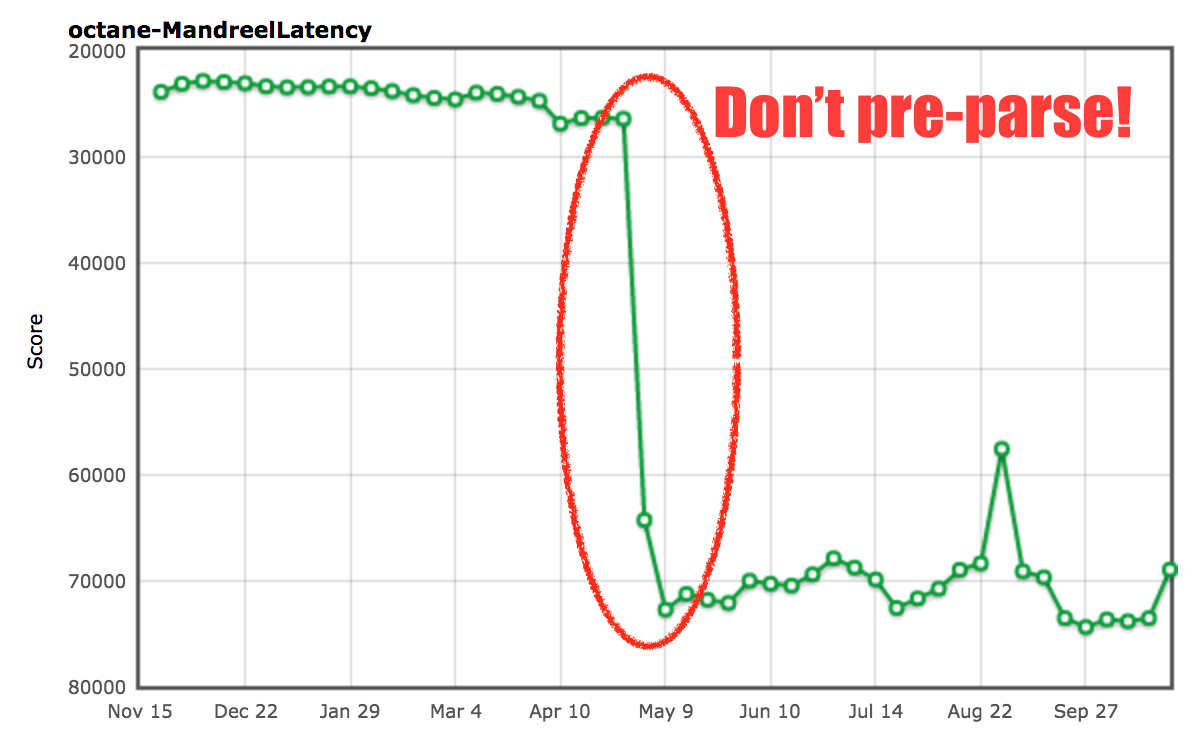 octane-MandreelLatency
Don't pre-parse!
Score
20000
30000
40000
50000
60000
70000
80000
Nov 15
Dec 22
Jan 29
Mar 4
Apr 10
May 9
Jun 10
Jul 14
Aug 22
Sep 27